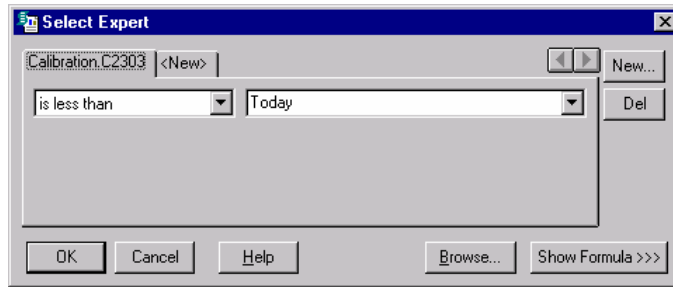 Select Expert
Calibration.C2303 <New>
New...
is less than Today
Del
OK Cancel Help Browse... Show Formula >>>